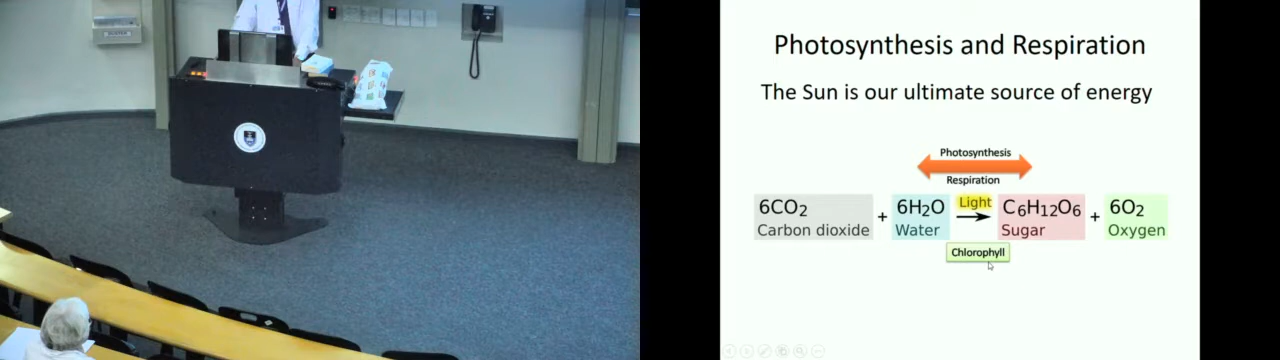 Photosynthesis and Respiration
The Sun is our ultimate source of energy
Photosynthesis
Respiration
6CO2 + 6H2O Light C6H12O6 + 6O2
Carbon dioxide Water Sugar Oxygen
Chlorophyll